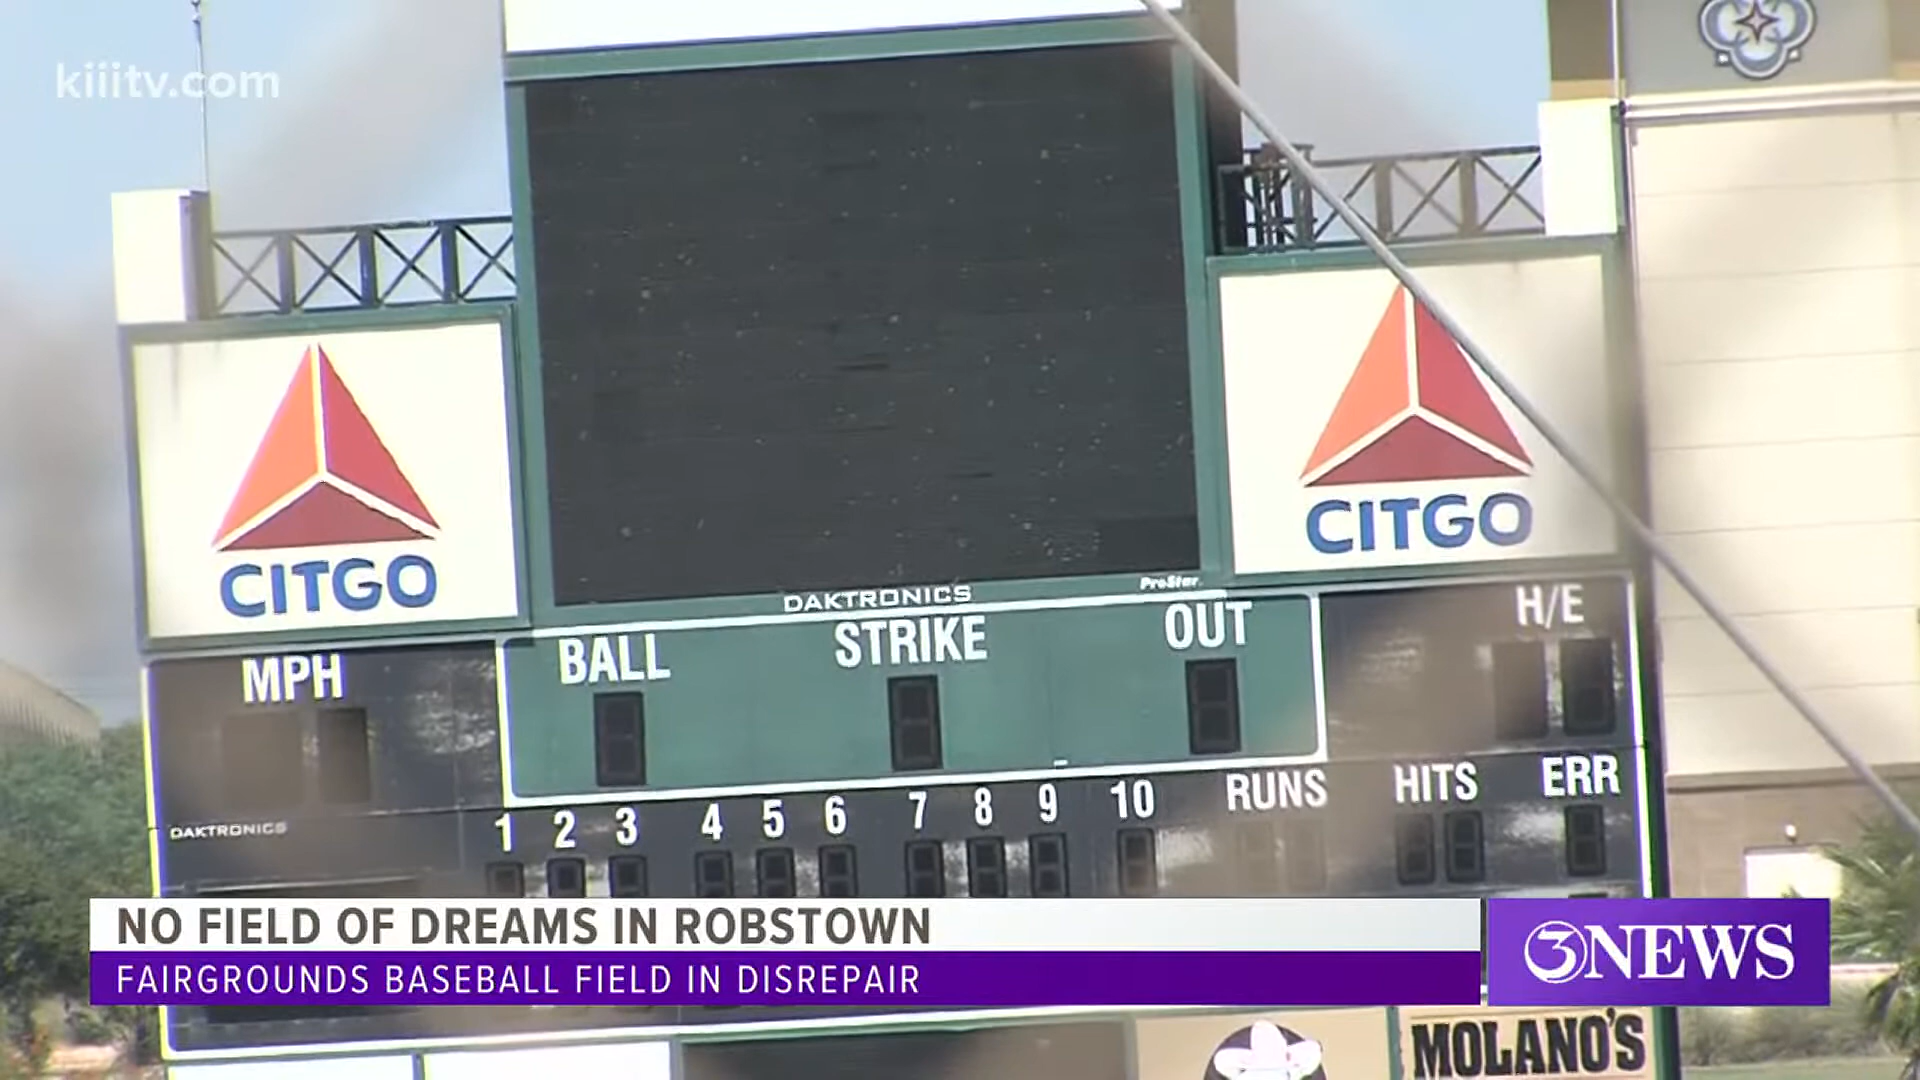 kiiitv.com
CITGO
CITGO
DAKTRONICS
ProStar
MPH
BALL
STRIKE
OUT
H/E
DAKTRONICS
1 2 3 4 5 6 7 8 9 10 RUNS HITS ERR
NO FIELD OF DREAMS IN ROBSTOWN
FAIRGROUNDS BASEBALL FIELD IN DISREPAIR
3NEWS
MOLANO'S